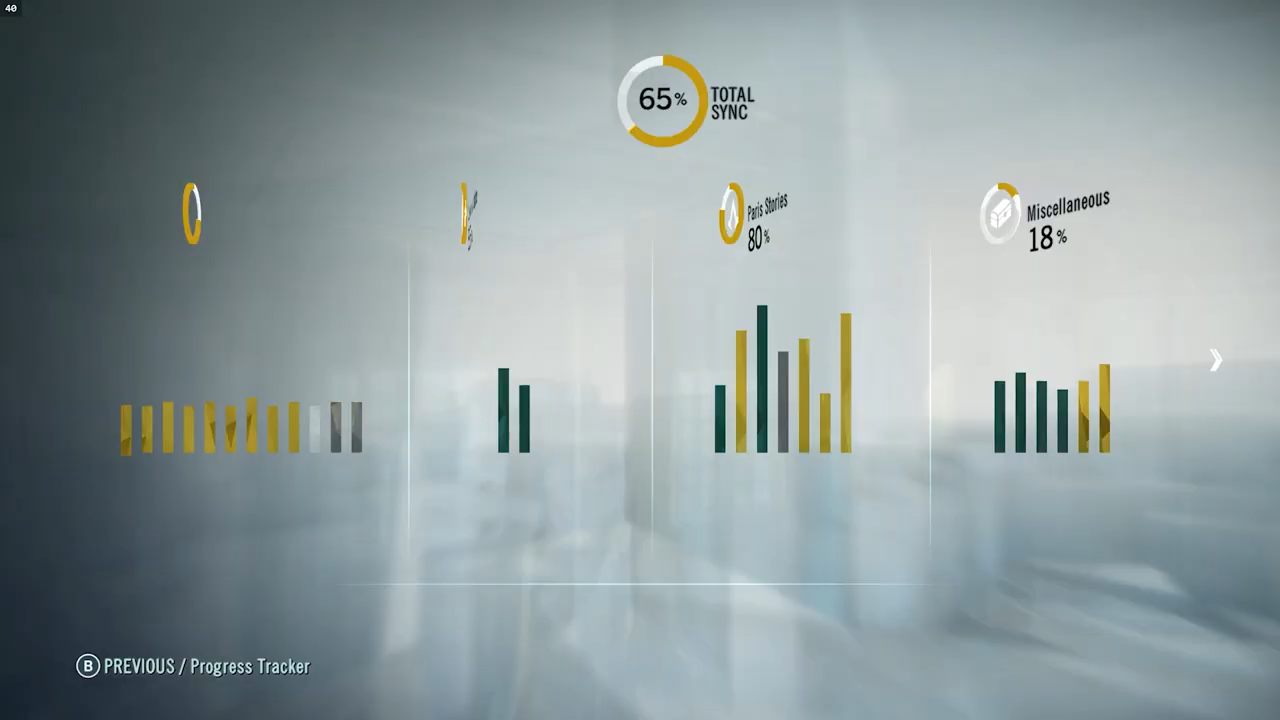 40
65%
TOTAL
SYNC
Paris Stories
80%
Miscellaneous
18%
B PREVIOUS / Progress Tracker